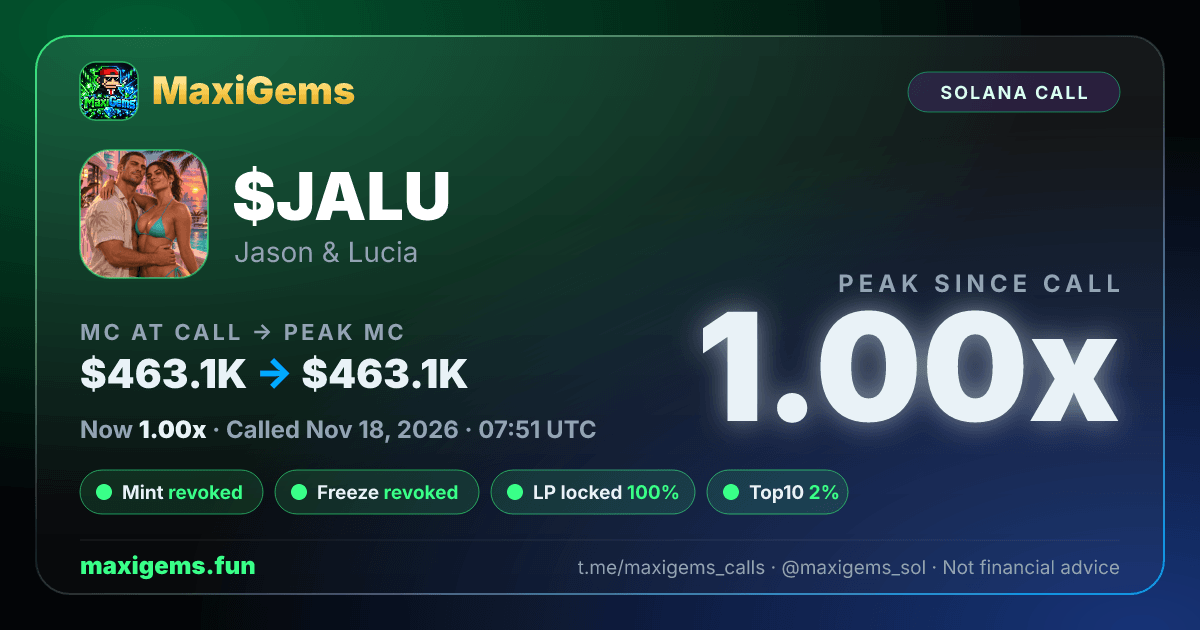 MaxiGems
MaxiGems
SOLANA CALL
$JALU
Jason & Lucia
PEAK SINCE CALL
1.00x
MC AT CALL → PEAK MC
$463.1K → $463.1K
Now 1.00x · Called Nov 18, 2026 · 07:51 UTC
Mint revoked
Freeze revoked
LP locked 100%
Top10 2%
maxigems.fun
t.me/maxigems_calls · @maxigems_sol · Not financial advice